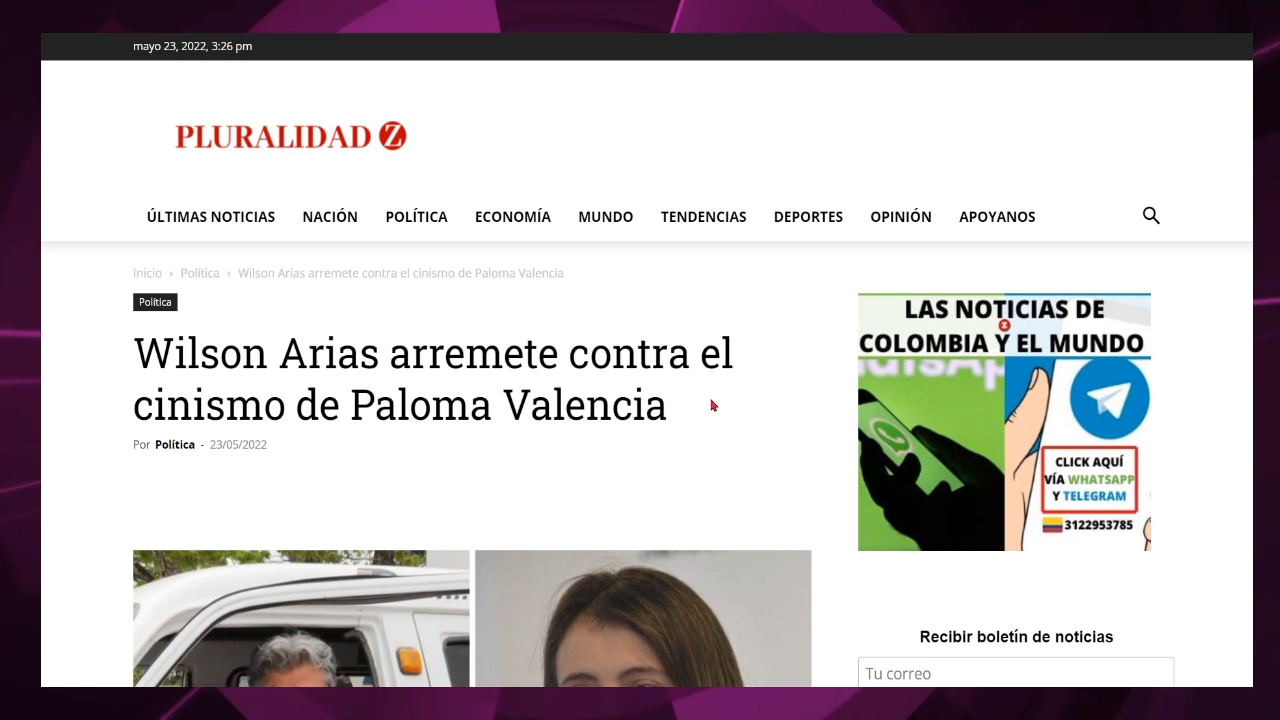 mayo 23, 2022, 3:26 pm
PLURALIDAD Z
ÚLTIMAS NOTICIAS NACIÓN POLÍTICA ECONOMÍA MUNDO TENDENCIAS DEPORTES OPINIÓN APOYANOS
Inicio › Política › Wilson Arias arremete contra el cinismo de Paloma Valencia
Política
Wilson Arias arremete contra el
cinismo de Paloma Valencia
Por Política - 23/05/2022
LAS NOTICIAS DE
Z
COLOMBIA Y EL MUNDO
CLICK AQUÍ
VÍA WHATSAPP
Y TELEGRAM
3122953785
Recibir boletín de noticias
Tu correo